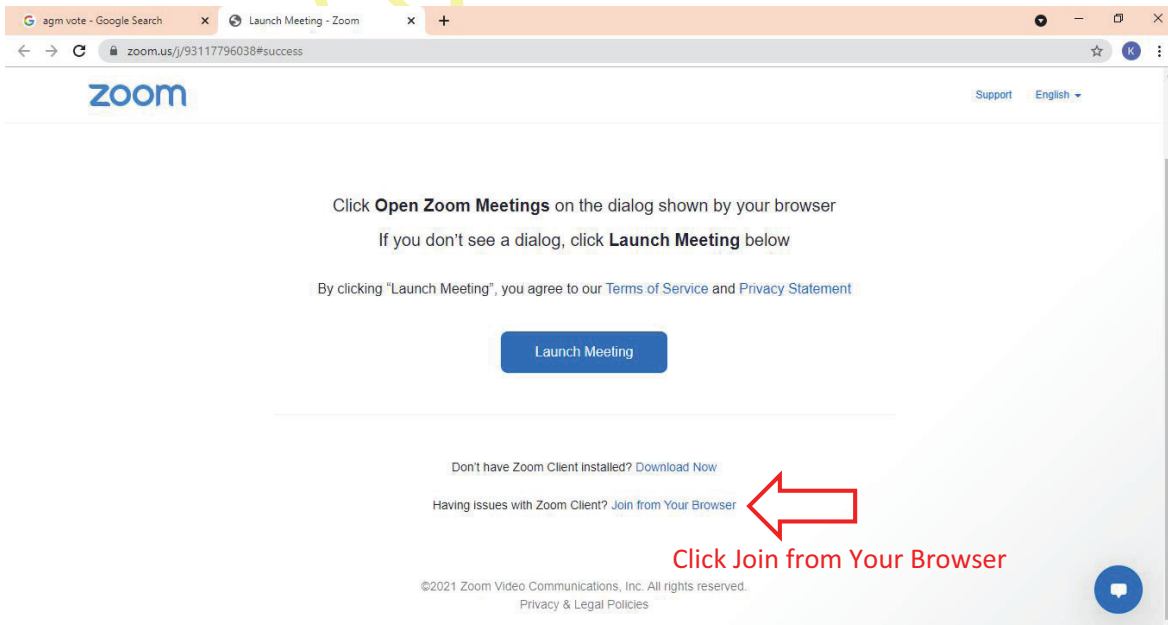 agm vote - Google Search
Launch Meeting - Zoom
zoom.us/j/93117796038#success
K
zoom
Support English
Click Open Zoom Meetings on the dialog shown by your browser
If you don't see a dialog, click Launch Meeting below
By clicking “Launch Meeting”, you agree to our Terms of Service and Privacy Statement
Launch Meeting
Don't have Zoom Client installed? Download Now
Having issues with Zoom Client? Join from Your Browser
Click Join from Your Browser
©2021 Zoom Video Communications, Inc. All rights reserved.
Privacy & Legal Policies